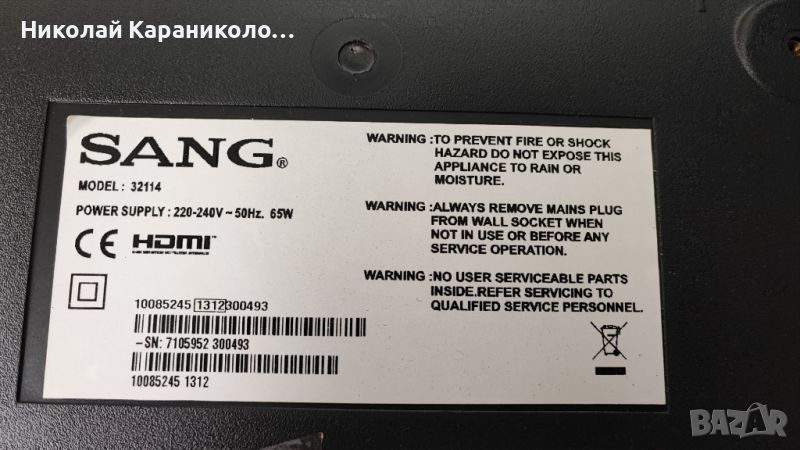 Николай Караниколо…
SANG®
MODEL : 32114
POWER SUPPLY : 220-240V ~ 50Hz. 65W
CE HDMI
10085245 1312 300493
-SN: 7105952 300493
10085245 1312
WARNING :TO PREVENT FIRE OR SHOCK
HAZARD DO NOT EXPOSE THIS
APPLIANCE TO RAIN OR
MOISTURE.
WARNING :ALWAYS REMOVE MAINS PLUG
FROM WALL SOCKET WHEN
NOT IN USE OR BEFORE ANY
SERVICE OPERATION.
WARNING :NO USER SERVICEABLE PARTS
INSIDE.REFER SERVICING TO
QUALIFIED SERVICE PERSONNEL.
BAZAR